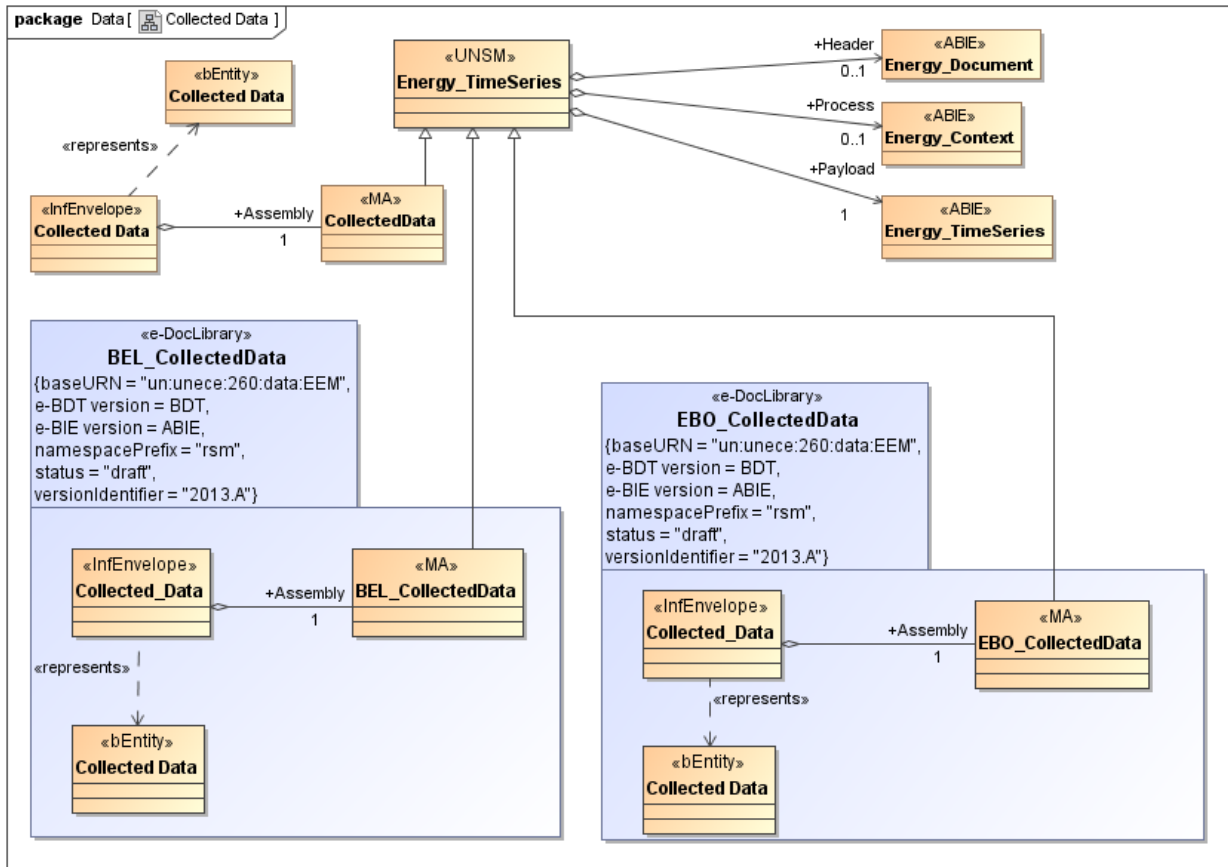 package Data [ Collected Data ]
«UNSM»
Energy_TimeSeries
+Header
0..1
«ABIE»
Energy_Document
+Process
0..1
«ABIE»
Energy_Context
+Payload
1
«ABIE»
Energy_TimeSeries
«bEntity»
Collected Data
«represents»
«InfEnvelope»
Collected Data
+Assembly
1
«MA»
CollectedData
«e-DocLibrary»
BEL_CollectedData
{baseURN = "un:unece:260:data:EEM",
e-BDT version = BDT,
e-BIE version = ABIE,
namespacePrefix = "rsm",
status = "draft",
versionIdentifier = "2013.A"}
«InfEnvelope»
Collected_Data
+Assembly
1
«MA»
BEL_CollectedData
«represents»
«bEntity»
Collected Data
«e-DocLibrary»
EBO_CollectedData
{baseURN = "un:unece:260:data:EEM",
e-BDT version = BDT,
e-BIE version = ABIE,
namespacePrefix = "rsm",
status = "draft",
versionIdentifier = "2013.A"}
«InfEnvelope»
Collected_Data
+Assembly
1
«MA»
EBO_CollectedData
«represents»
«bEntity»
Collected Data